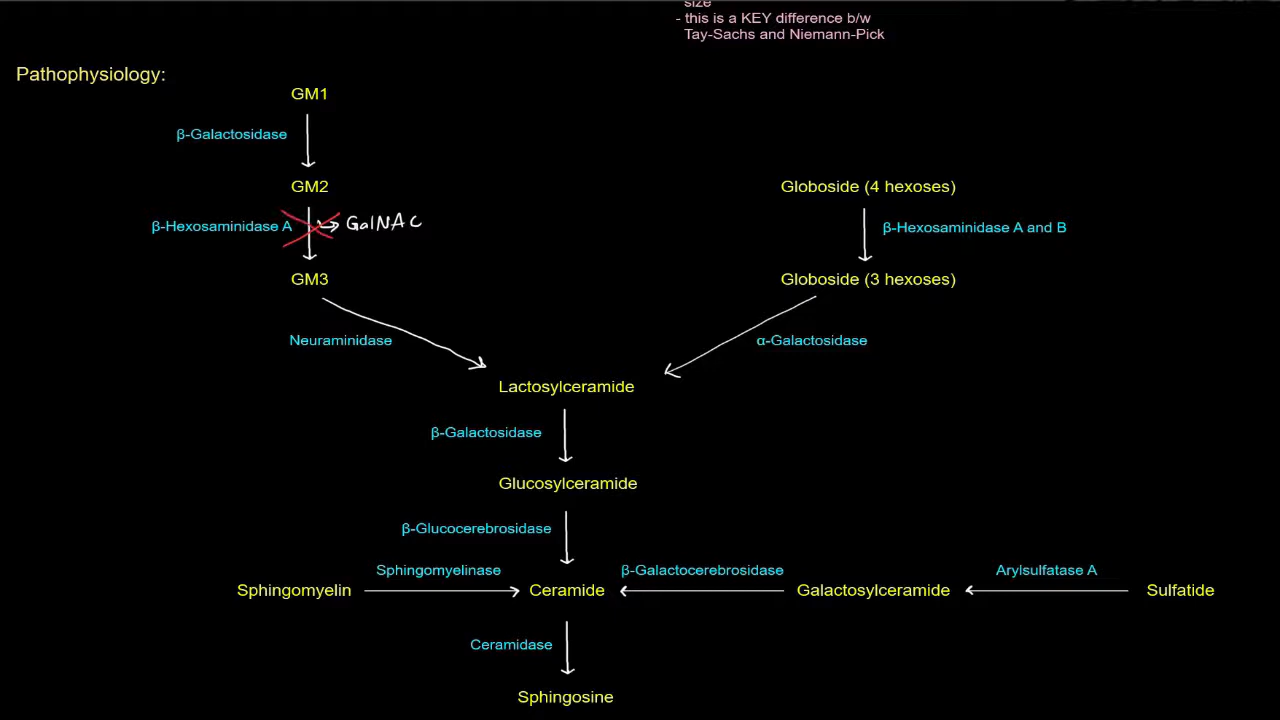 size
- this is a KEY difference b/w
Tay-Sachs and Niemann-Pick
Pathophysiology:
GM1
β-Galactosidase
GM2
Globoside (4 hexoses)
β-Hexosaminidase A
GalNAC
β-Hexosaminidase A and B
GM3
Globoside (3 hexoses)
Neuraminidase
α-Galactosidase
Lactosylceramide
β-Galactosidase
Glucosylceramide
β-Glucocerebrosidase
Sphingomyelinase
β-Galactocerebrosidase
Arylsulfatase A
Sphingomyelin
Ceramide
Galactosylceramide
Sulfatide
Ceramidase
Sphingosine